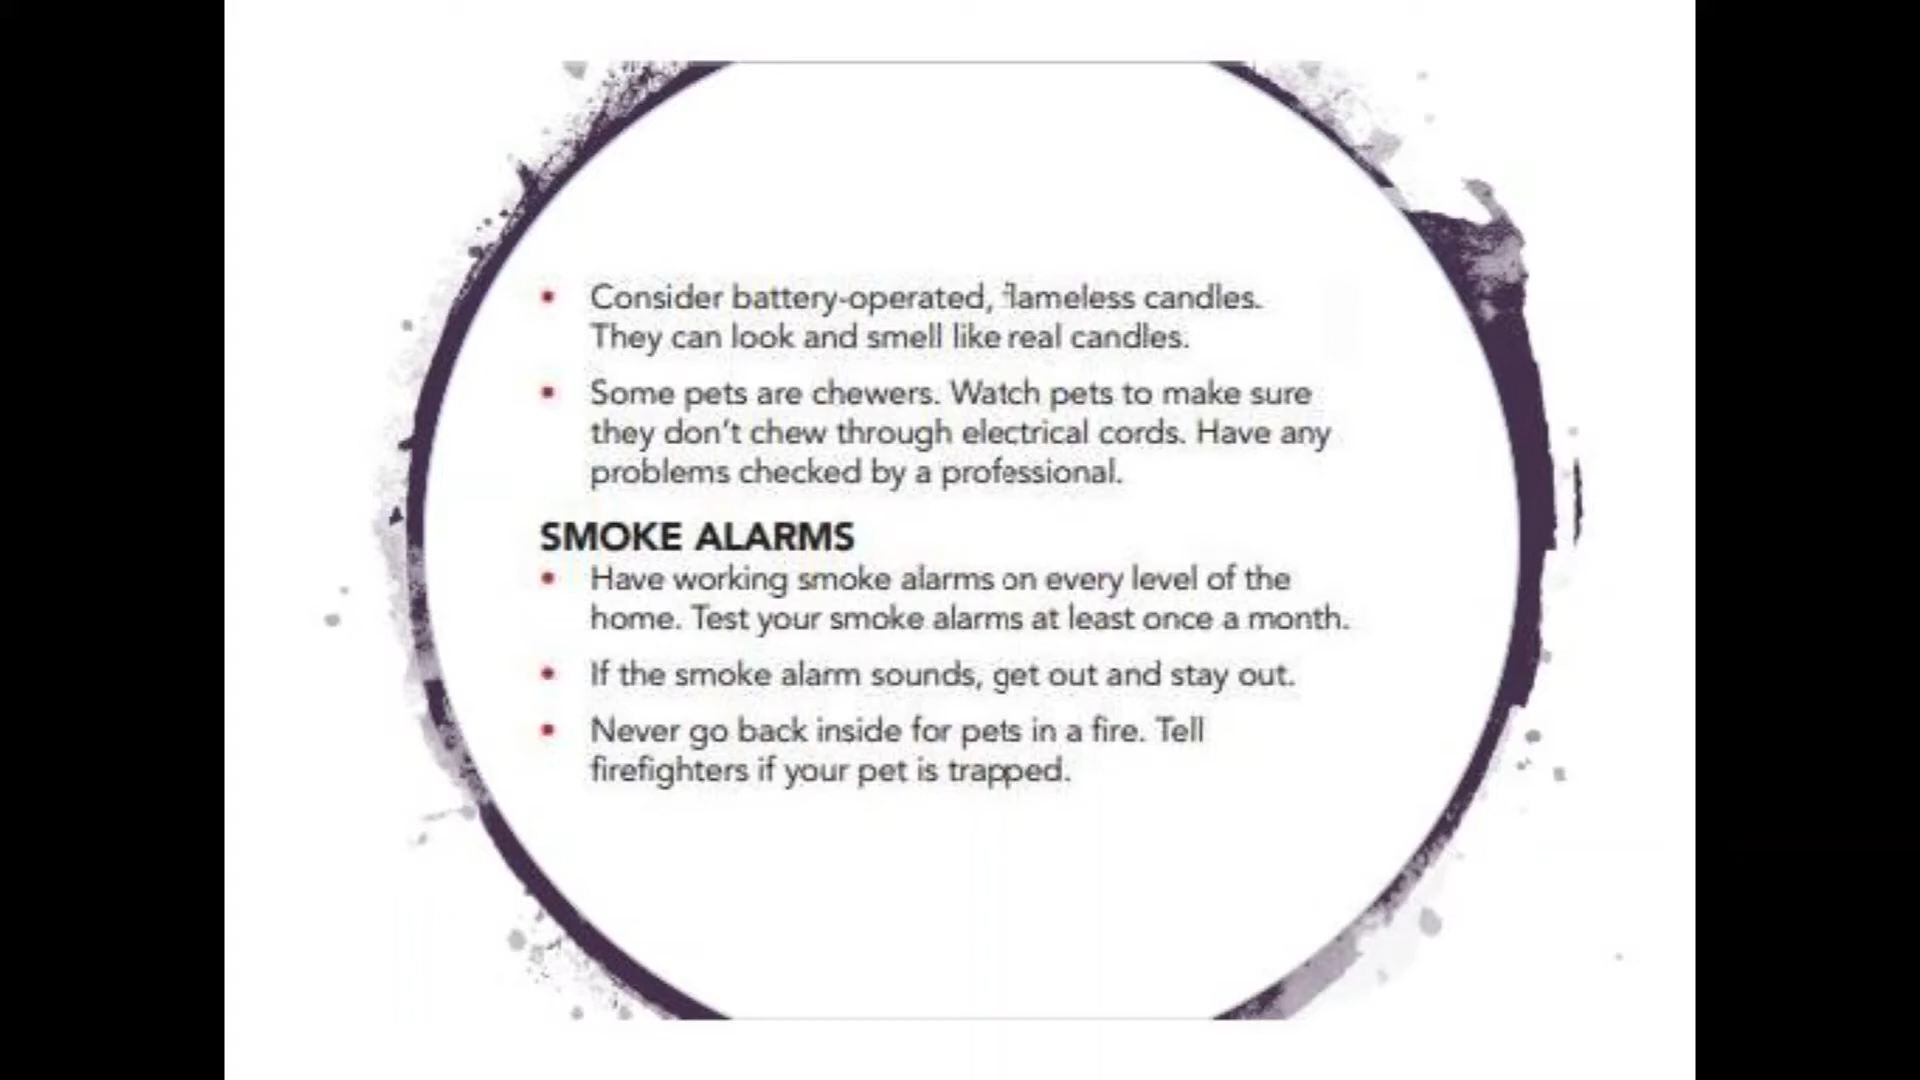 • Consider battery-operated, flameless candles.
They can look and smell like real candles.
• Some pets are chewers. Watch pets to make sure
they don't chew through electrical cords. Have any
problems checked by a professional.
SMOKE ALARMS
• Have working smoke alarms on every level of the
home. Test your smoke alarms at least once a month.
• If the smoke alarm sounds, get out and stay out.
• Never go back inside for pets in a fire. Tell
firefighters if your pet is trapped.